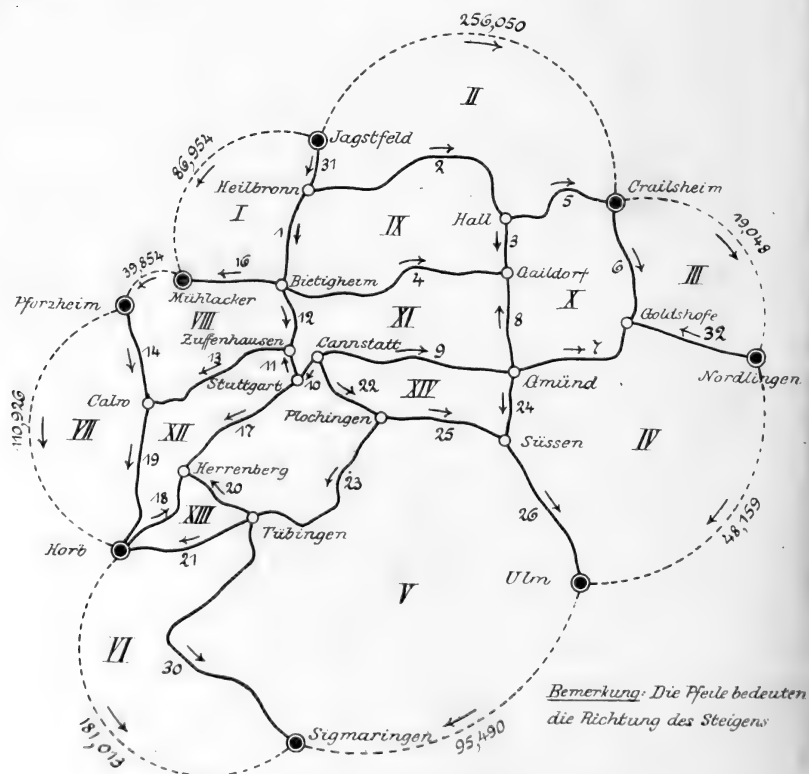 256,050
II
Jagstfeld
86,954
31
2
Heilbronn
Crailsheim
I
Hall
5
1
IX
3
19,048
16
Gaildorf
6
III
39,854
Bietigheim
4
X
Mühlacker
Pforzheim
VIII
12
XI
8
Goldshöfe
32
Zuffenhausen
Cannstatt
9
7
14
13
11
10
Stuttgart
22
XIV
Gmünd
Nördlingen
Calw
Plochingen
24
110,926
VII
XII
17
25
Süssen
IV
19
Herrenberg
18
20
23
XIII
26
48,159
Horb
21
Tübingen
Ulm
V
VI
30
Bemerkung: Die Pfeile bedeuten
die Richtung des Steigens
181,013
Sigmaringen
95,490